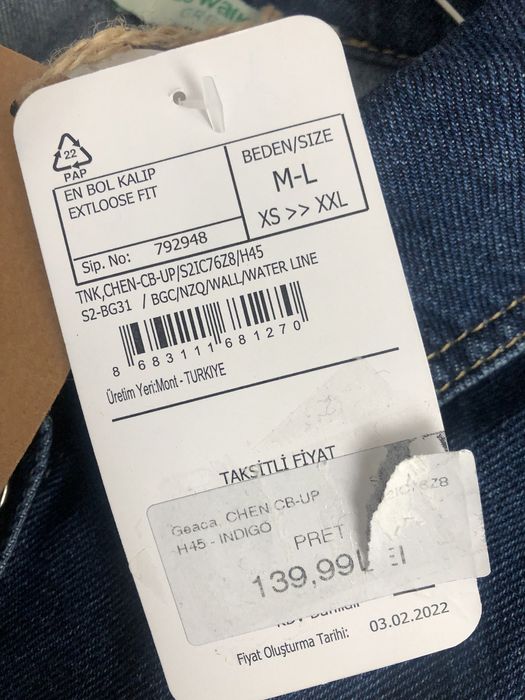 22
PAP
EN BOL KALIP
EXTLOOSE FIT
BEDEN/SIZE
M-L
XS >> XXL
Sip. No: 792948
TNK,CHEN-CB-UP/S2IC76Z8/H45
S2-BG31 / BGC/NZQ/WALL/WATER LINE
8 683111 681270
Üretim Yeri:Mont - TURKIYE
TAKSİTLİ FİYAT
Geaca, CHEN CB-UP
H45 - INDIGO
PRET
139,99
Fiyat Oluşturma Tarihi: 03.02.2022